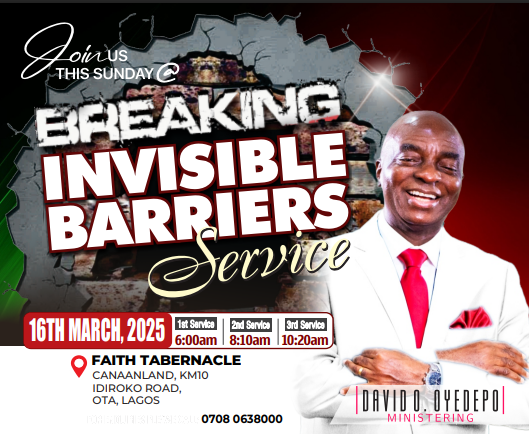 Join US
THIS SUNDAY @
BREAKING
INVISIBLE
BARRIERS
Service
16TH MARCH, 2025
1st Service
6:00am
2nd Service
8:10am
3rd Service
10:20am
FAITH TABERNACLE
CANAANLAND, KM10
IDIROKO ROAD,
OTA, LAGOS
0708 0638000
DAVID O. OYEDEPO
MINISTERING